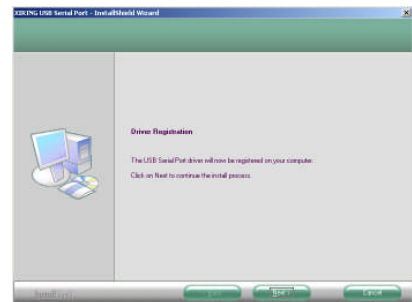 XIRING USB Serial Port - InstallShield Wizard
Driver Registration
The USB Serial Port driver will now be registered on your computer.
Click on Next to continue the install process.
InstallShield
Next >
Cancel